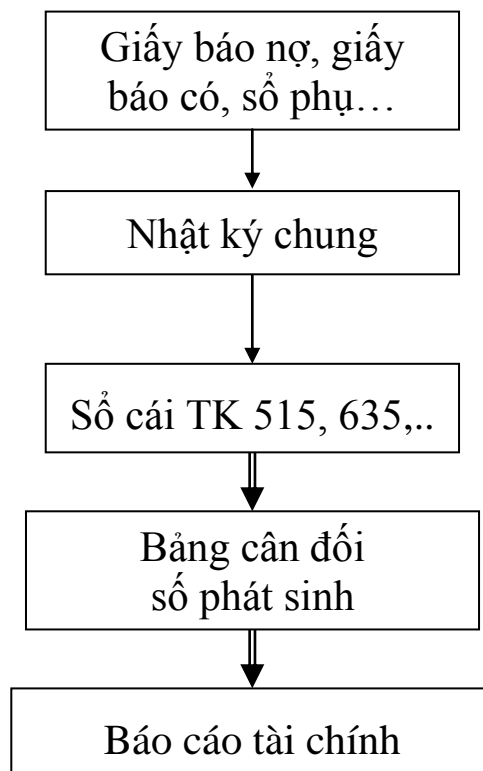 Giấy báo nợ, giấy
báo có, sổ phụ…
Nhật ký chung
Sổ cái TK 515, 635,..
Bảng cân đối
số phát sinh
Báo cáo tài chính